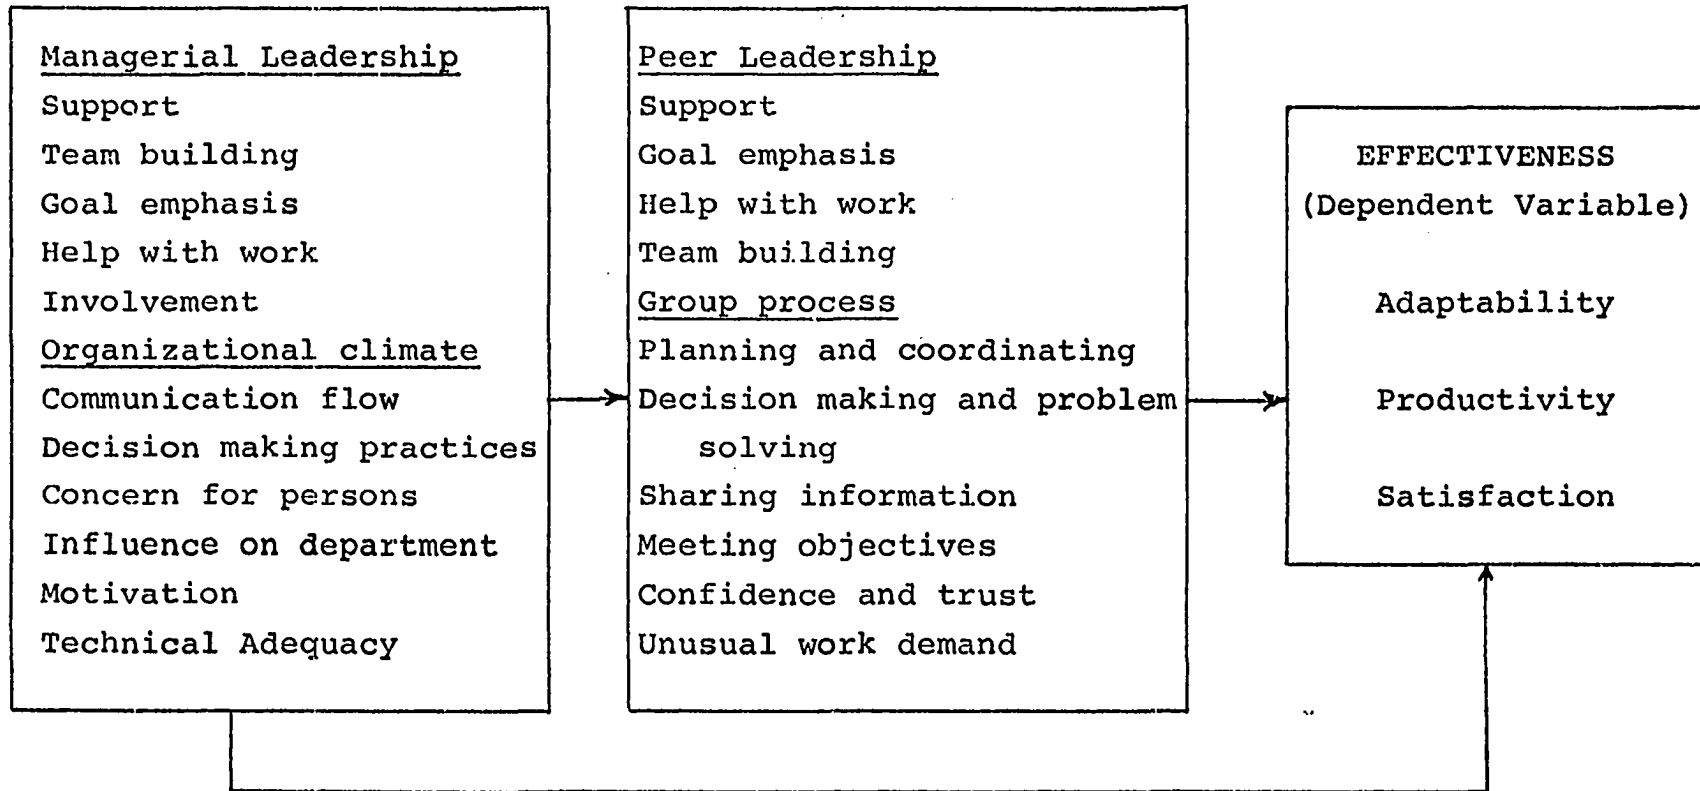 Managerial Leadership
Support
Team building
Goal emphasis
Help with work
Involvement
Organizational climate
Communication flow
Decision making practices
Concern for persons
Influence on department
Motivation
Technical Adequacy
Peer Leadership
Support
Goal emphasis
Help with work
Team building
Group process
Planning and coordinating
Decision making and problem
solving
Sharing information
Meeting objectives
Confidence and trust
Unusual work demand
EFFECTIVENESS
(Dependent Variable)
Adaptability
Productivity
Satisfaction